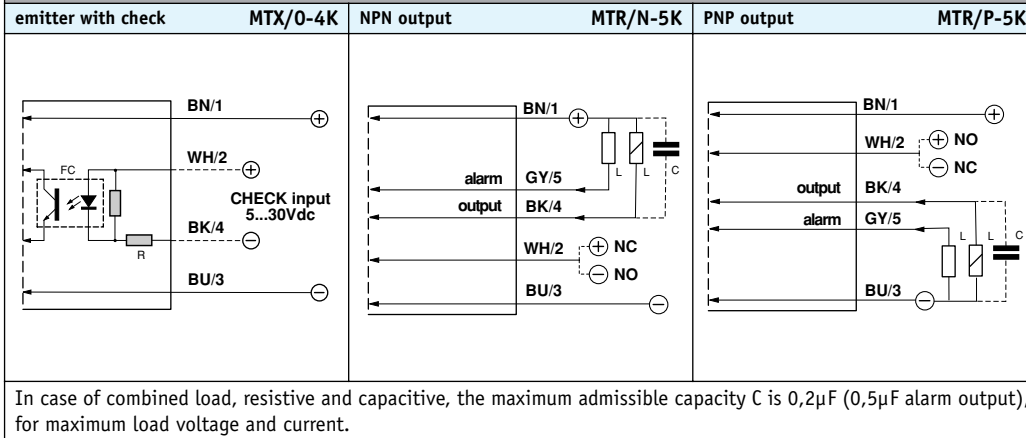 emitter with check MTX/0-4K
NPN output MTR/N-5K
PNP output MTR/P-5K
BN/1
+
FC
WH/2
+
CHECK input
5...30Vdc
BK/4
−
R
BU/3
−
BN/1
+
L
L
C
alarm GY/5
output BK/4
WH/2
+ NC
− NO
BU/3
−
BN/1
+
WH/2
+ NO
− NC
output BK/4
alarm GY/5
L
L
C
BU/3
−
In case of combined load, resistive and capacitive, the maximum admissible capacity C is 0,2µF (0,5µF alarm output),
for maximum load voltage and current.